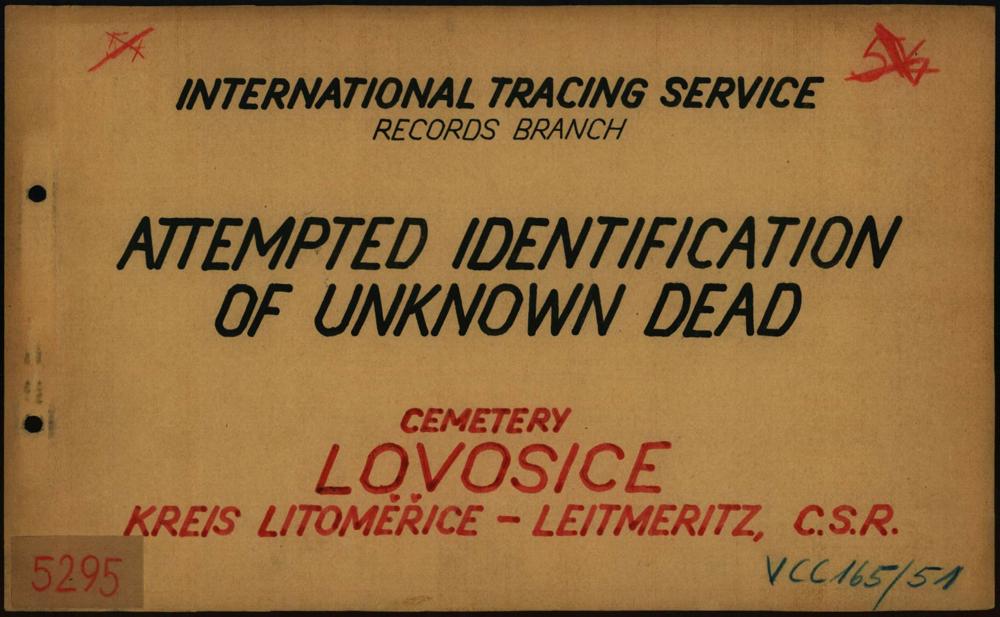 INTERNATIONAL TRACING SERVICE
RECORDS BRANCH
ATTEMPTED IDENTIFICATION
OF UNKNOWN DEAD
CEMETERY
LOVOSICE
KREIS LITOMĚŘICE – LEITMERITZ, C.S.R.
5295
VCC165/51